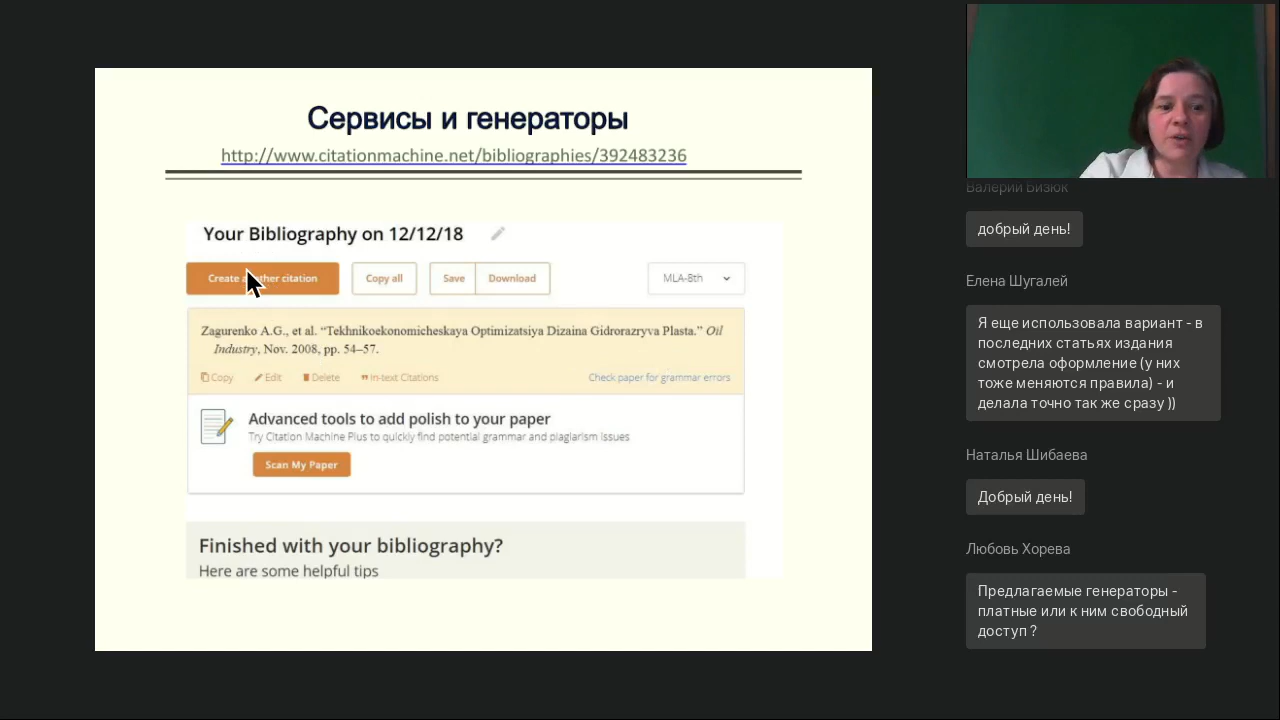 Сервисы и генераторы
http://www.citationmachine.net/bibliographies/392483236
Your Bibliography on 12/12/18
Create another citation
Copy all
Save
Download
MLA-8th
Zagurenko A.G., et al. “Tekhnikoekonomicheskaya Optimizatsiya Dizaina Gidrorazryva Plasta.” Oil
Industry, Nov. 2008, pp. 54–57.
Copy
Edit
Delete
In-text Citations
Check paper for grammar errors
Advanced tools to add polish to your paper
Try Citation Machine Plus to quickly find potential grammar and plagiarism issues
Scan My Paper
Finished with your bibliography?
Here are some helpful tips
Валерий Бизюк
добрый день!
Елена Шугалей
Я еще использовала вариант - в
последних статьях издания
смотрела оформление (у них
тоже меняются правила) - и
делала точно так же сразу ))
Наталья Шибаева
Добрый день!
Любовь Хорева
Предлагаемые генераторы -
платные или к ним свободный
доступ ?